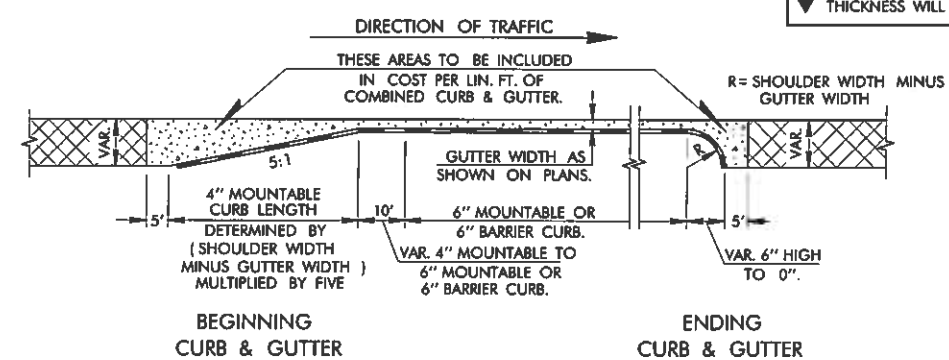 ▼ THICKNESS WILL
DIRECTION OF TRAFFIC
THESE AREAS TO BE INCLUDED
IN COST PER LIN. FT. OF
COMBINED CURB & GUTTER.
R= SHOULDER WIDTH MINUS
GUTTER WIDTH
VAR.
5:1
GUTTER WIDTH AS
SHOWN ON PLANS.
R
VAR.
5'
4" MOUNTABLE
CURB LENGTH
DETERMINED BY
( SHOULDER WIDTH
MINUS GUTTER WIDTH )
MULTIPLIED BY FIVE
10'
6" MOUNTABLE OR
6" BARRIER CURB.
VAR. 4" MOUNTABLE TO
6" MOUNTABLE OR
6" BARRIER CURB.
5'
VAR. 6" HIGH
TO 0".
BEGINNING
CURB & GUTTER
ENDING
CURB & GUTTER